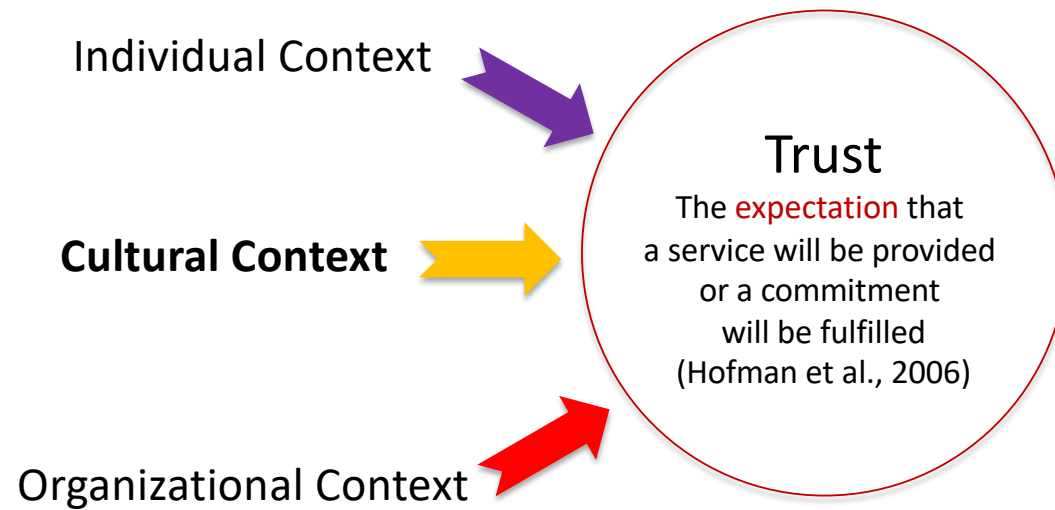 Individual Context
Cultural Context
Organizational Context
Trust
The expectation that
a service will be provided
or a commitment
will be fulfilled
(Hofman et al., 2006)